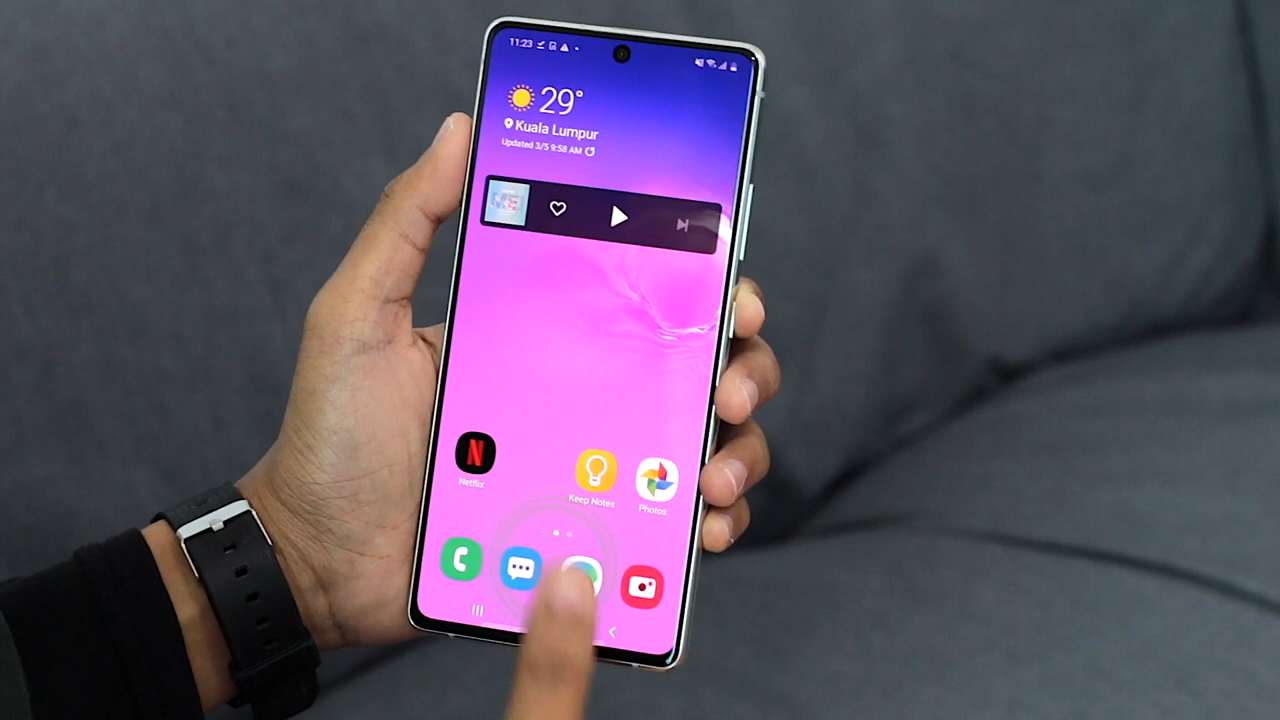 11:23
29°
Kuala Lumpur
Updated 3/5 9:58 AM
N
Netflix
Keep Notes
Photos